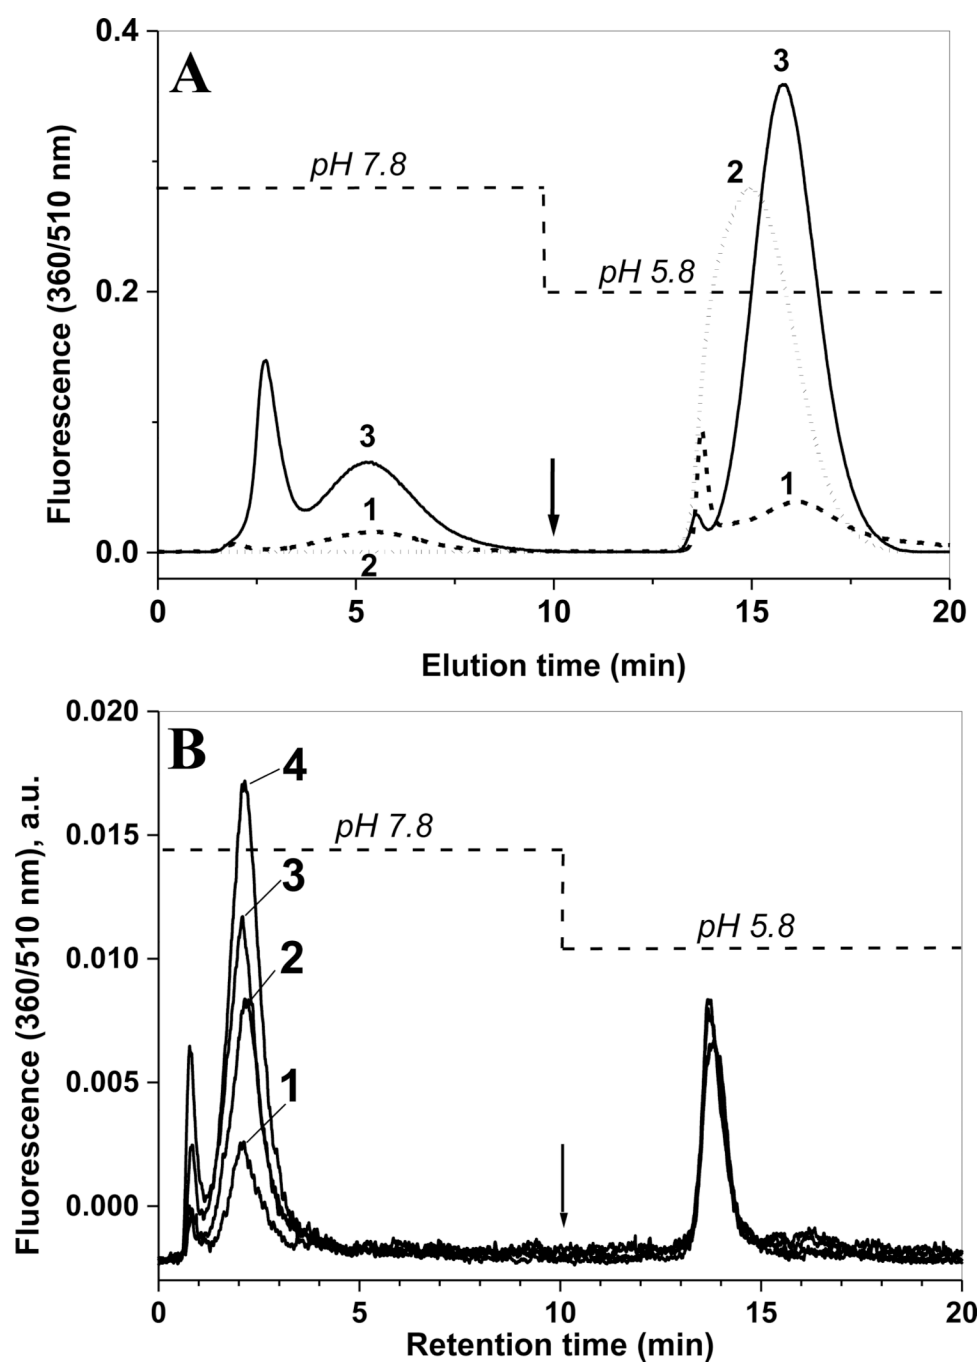 A
Fluorescence (360/510 nm)
0.4
0.2
0.0
pH 7.8
pH 5.8
3
2
3
1
2
1
0
5
10
15
20
Elution time (min)
B
Fluorescence (360/510 nm), a.u.
0.020
0.015
0.010
0.005
0.000
4
3
2
1
pH 7.8
pH 5.8
0
5
10
15
20
Retention time (min)